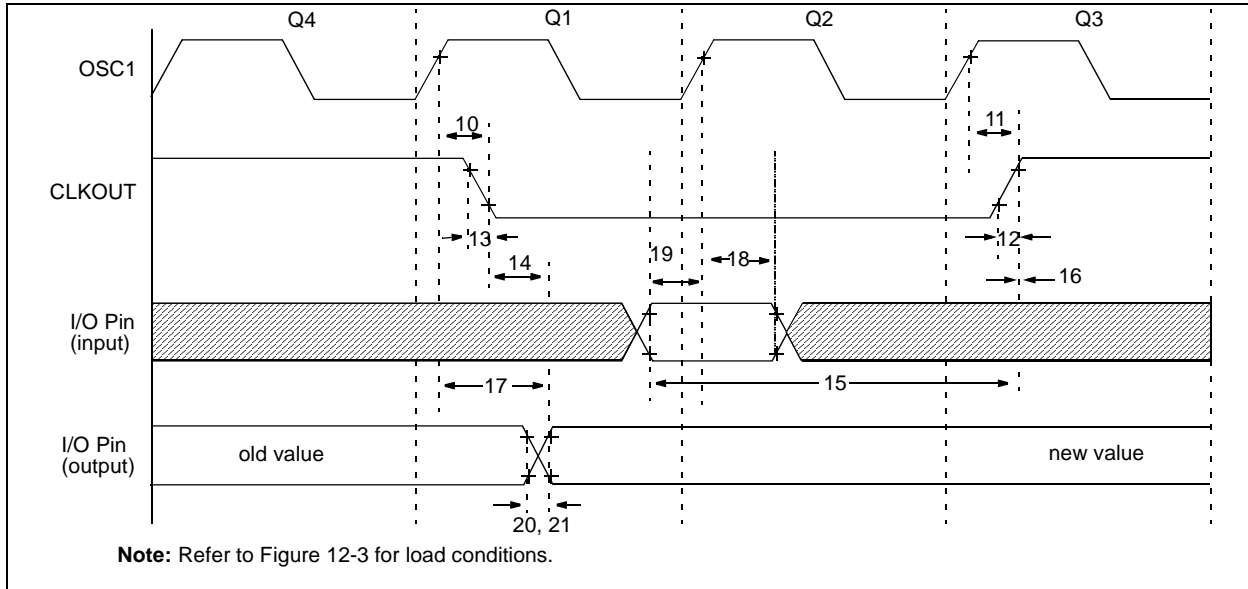 Q4 Q1 Q2 Q3
OSC1
10 11
CLKOUT
13 12
14 19 18
16
I/O Pin
(input)
17 15
I/O Pin
(output)
old value new value
20, 21
Note: Refer to Figure 12-3 for load conditions.